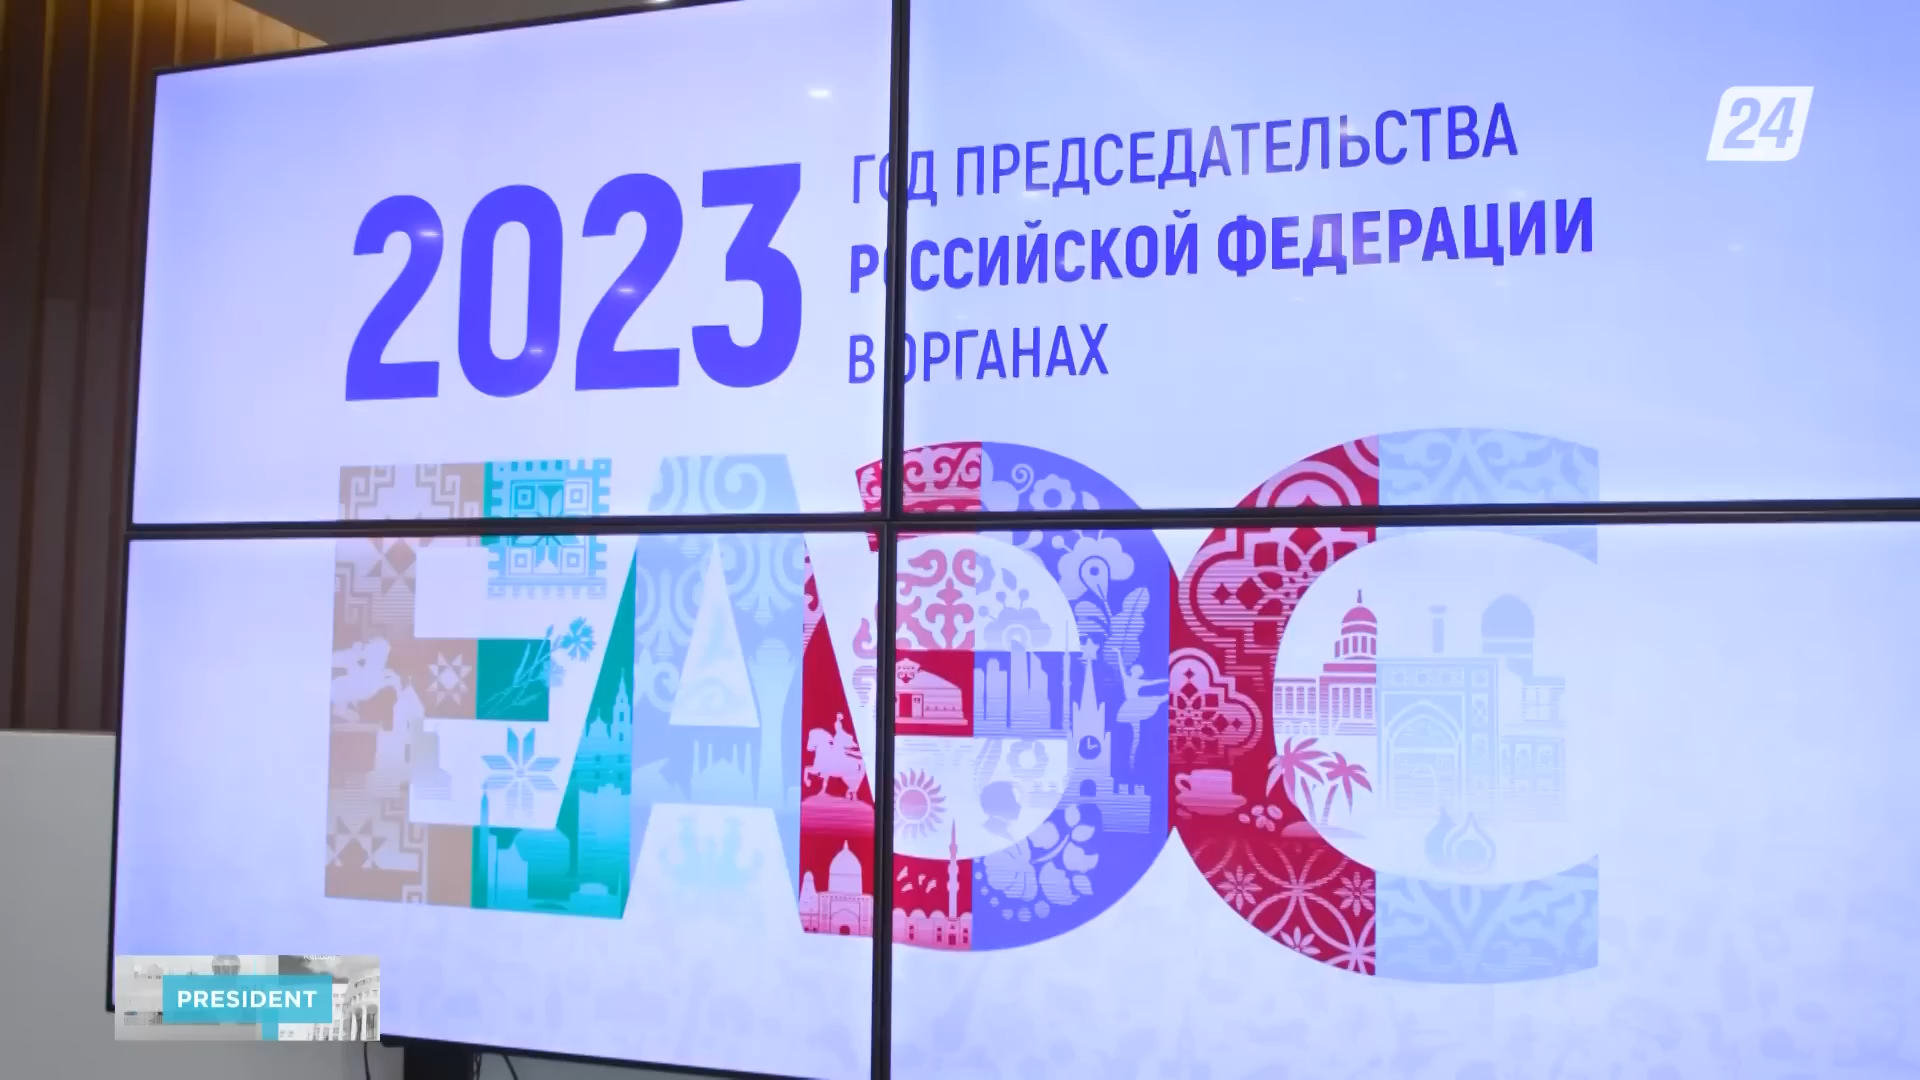 24
2023
ГОД ПРЕДСЕДАТЕЛЬСТВА
РОССИЙСКОЙ ФЕДЕРАЦИИ
В ОРГАНАХ
ЕАЭС
PRESIDENT